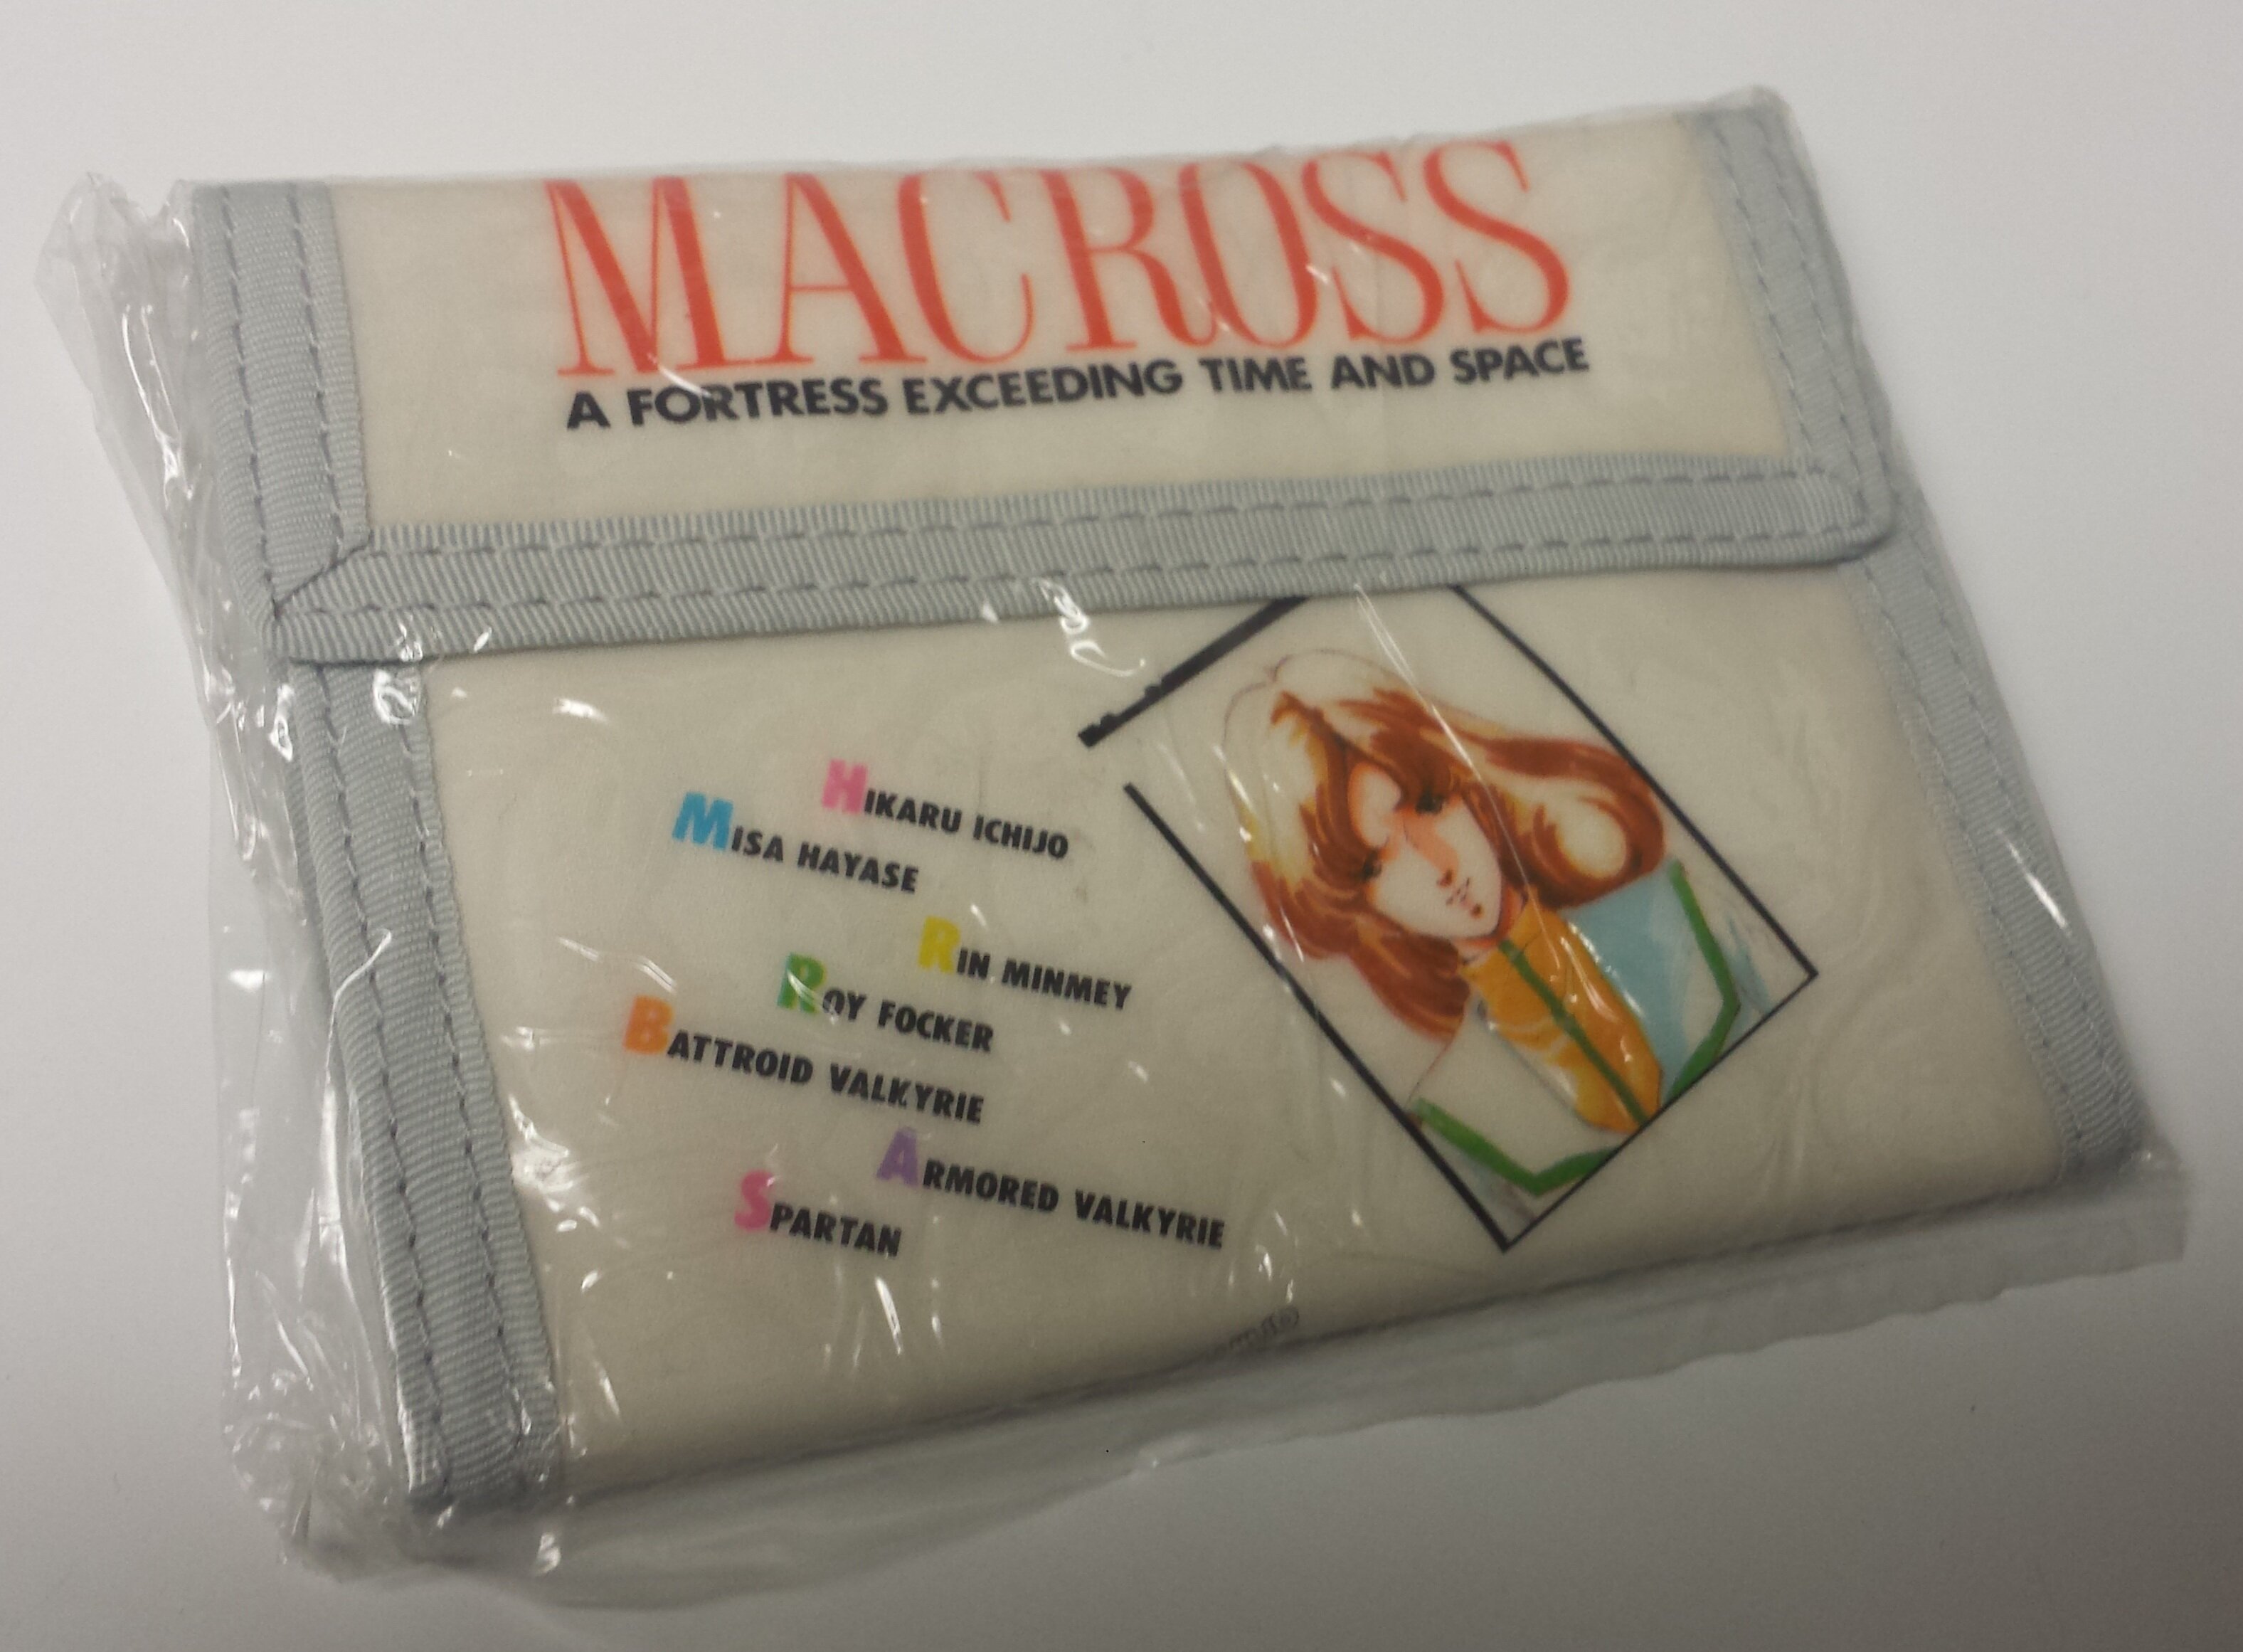 MACROSS
A FORTRESS EXCEEDING TIME AND SPACE
HIKARU ICHIJO
MISA HAYASE
RIN MINMEY
ROY FOCKER
BATTROID VALKYRIE
ARMORED VALKYRIE
SPARTAN